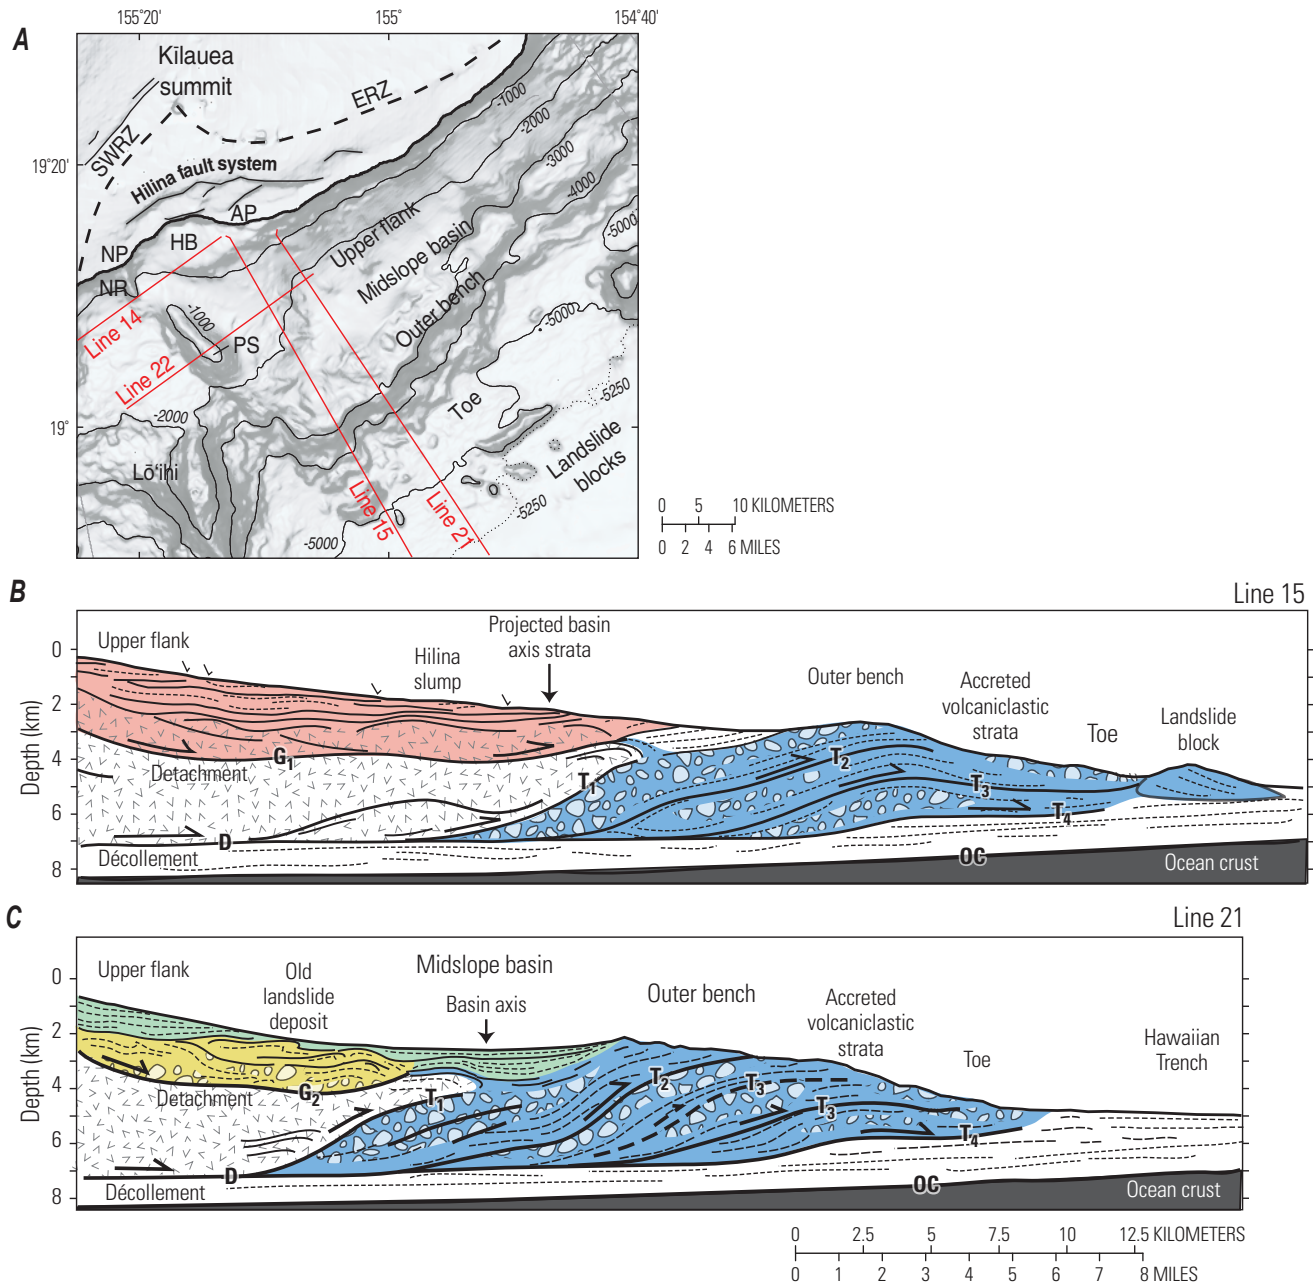 A
155˚20'
155˚
154˚40'
Kīlauea
summit
ERZ
SWRZ
19˚20'
Hilina fault system
AP
HB
NP
NR
-1000
-2000
-3000
-4000
-5000
Upper flank
Midslope basin
Outer bench
-1000
Line 14
PS
Line 22
-5000
-2000
Toe
-5250
19˚
Landslide
blocks
Lō‘ihi
Line 15
Line 21
-5250
-5000
0 5 10 KILOMETERS
0 2 4 6 MILES
B
Line 15
Depth (km)
0
2
4
6
8
Upper flank
Hilina
slump
Projected basin
axis strata
Outer bench
Accreted
volcaniclastic
strata
Toe
Landslide
block
Detachment
G1
T1
T2
T3
T4
D
Décollement
OC
Ocean crust
C
Line 21
Depth (km)
0
2
4
6
8
Upper flank
Old
landslide
deposit
Midslope basin
Basin axis
Outer bench
Accreted
volcaniclastic
strata
Toe
Hawaiian
Trench
Detachment
G2
T1
T2
T3
T3
T4
D
Décollement
OC
Ocean crust
0 2.5 5 7.5 10 12.5 KILOMETERS
0 1 2 3 4 5 6 7 8 MILES